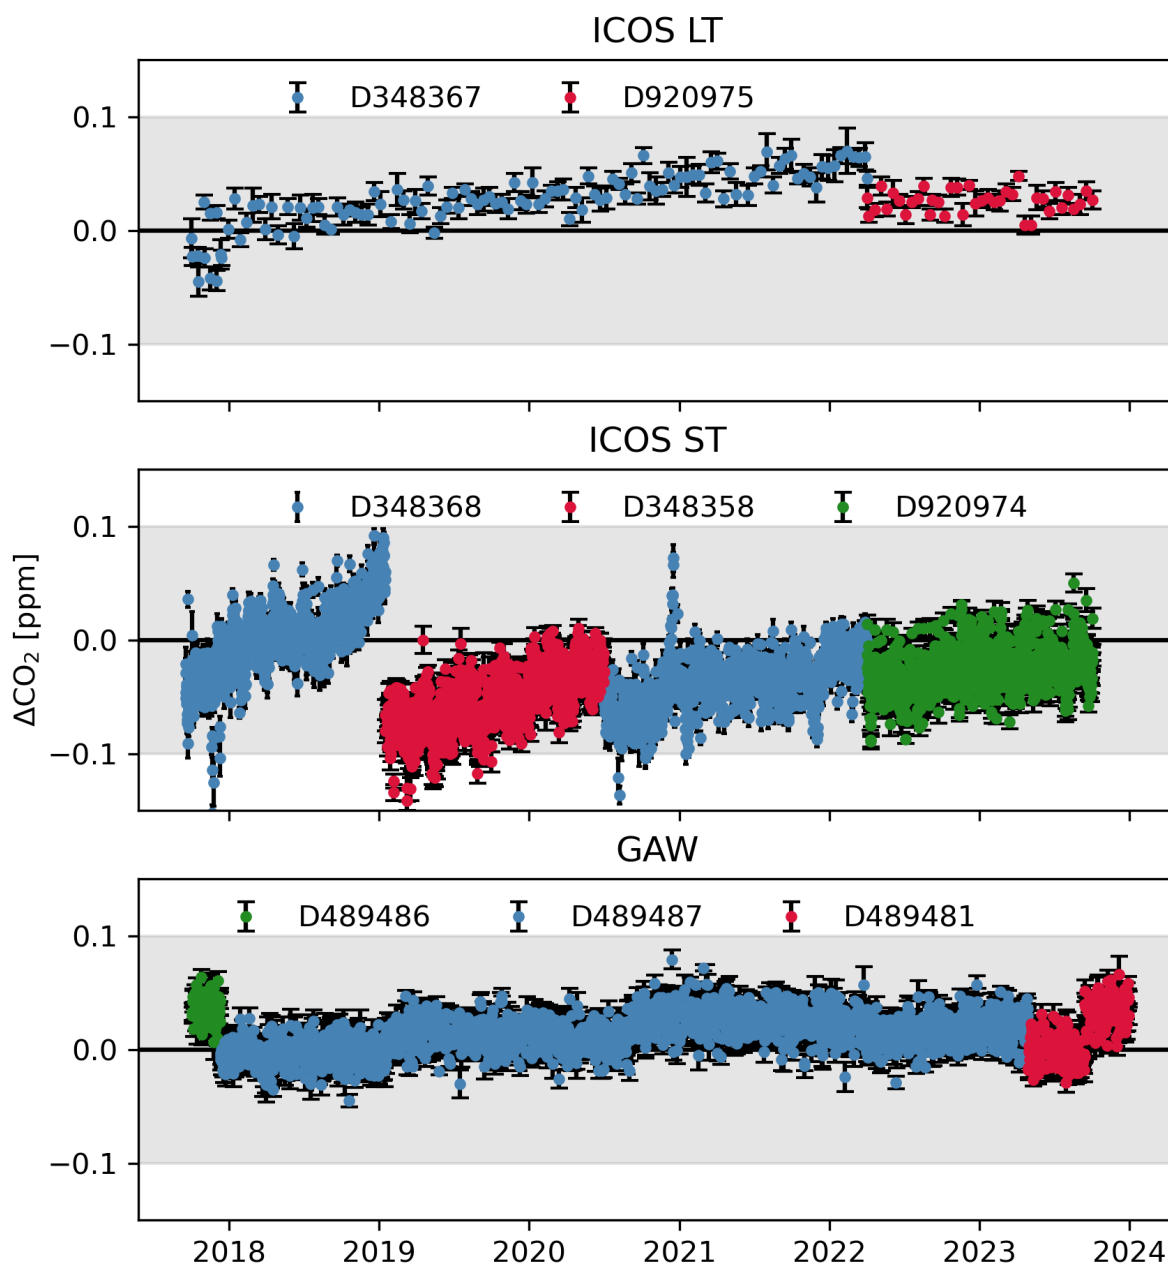 ICOS LT
D348367 D920975
0.1
0.0
−0.1
ICOS ST
D348368 D348358 D920974
0.1
0.0
−0.1
ΔCO₂ [ppm]
GAW
D489486 D489487 D489481
0.1
0.0
−0.1
2018 2019 2020 2021 2022 2023 2024